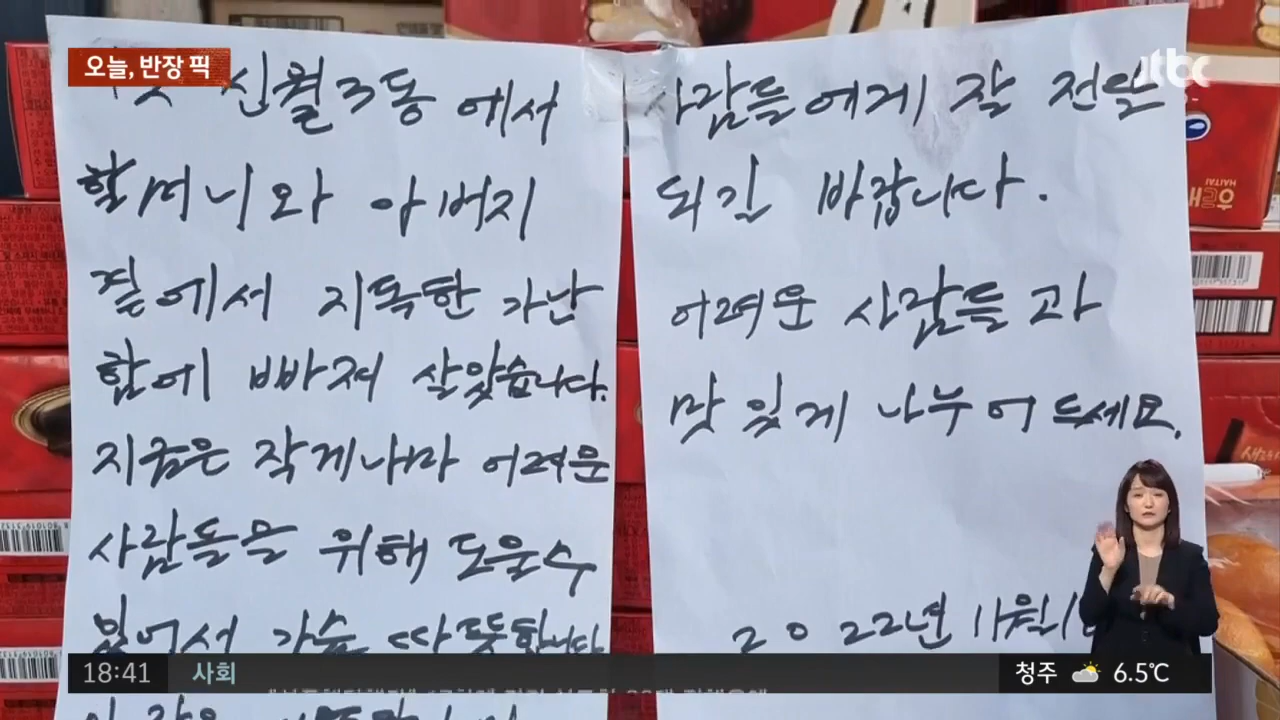 오늘, 반장 픽
jtbc
신월3동에서
할머니와 아버지
곁에서 지독한 가난
함에 빠져 살았습니다.
지금은 작게나마 어려운
사람들을 위해 도울수
있어서 가슴 따뜻합니다
사람들에게 잘 전달
되길 바랍니다.
어려운 사람들과
맛있게 나누어 드세요.
2022년 11월
HAITAI
18:41 사회
청주 6.5℃